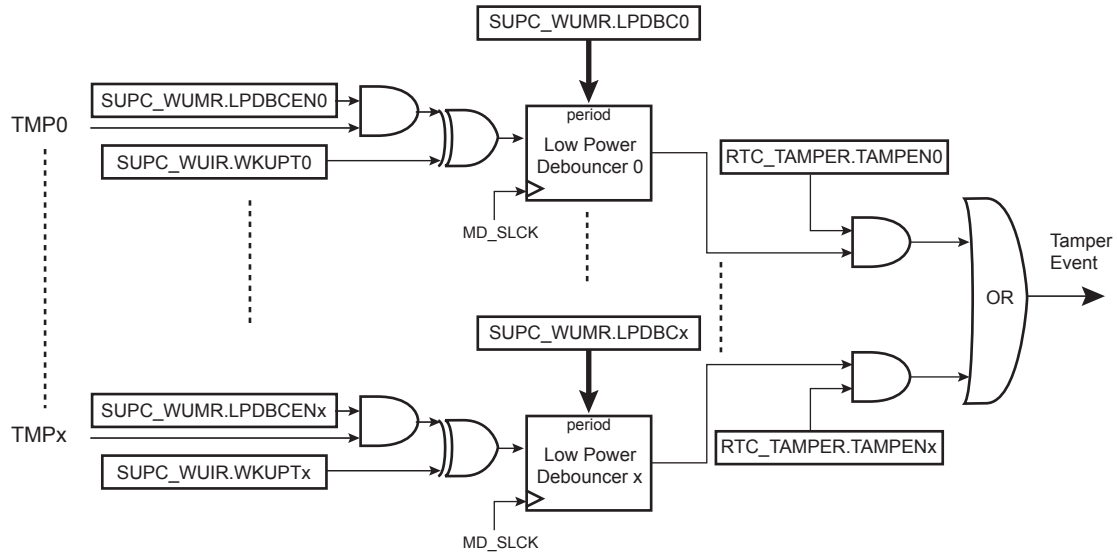 SUPC_WUMR.LPDBC0
SUPC_WUMR.LPDBCEN0
TMP0
SUPC_WUIR.WKUPT0
period
Low Power
Debouncer 0
MD_SLCK
RTC_TAMPER.TAMPEN0
Tamper
Event
OR
SUPC_WUMR.LPDBCx
SUPC_WUMR.LPDBCENx
TMPx
SUPC_WUIR.WKUPTx
period
Low Power
Debouncer x
MD_SLCK
RTC_TAMPER.TAMPENx